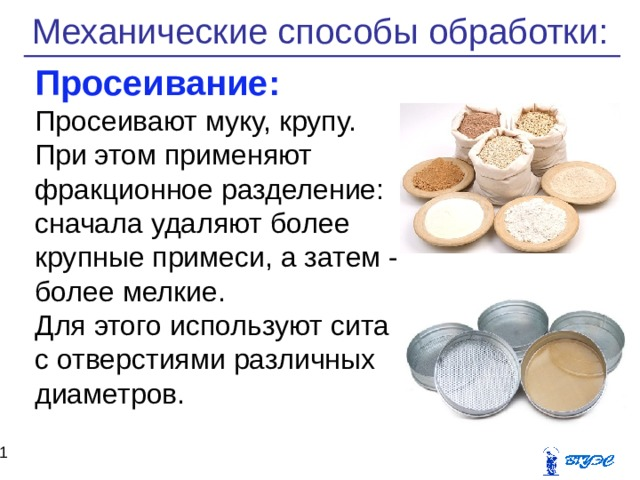 Механические способы обработки:
Просеивание:
Просеивают муку, крупу.
При этом применяют
фракционное разделение:
сначала удаляют более
крупные примеси, а затем -
более мелкие.
Для этого используют сита
с отверстиями различных
диаметров.
1
ВГУЭС